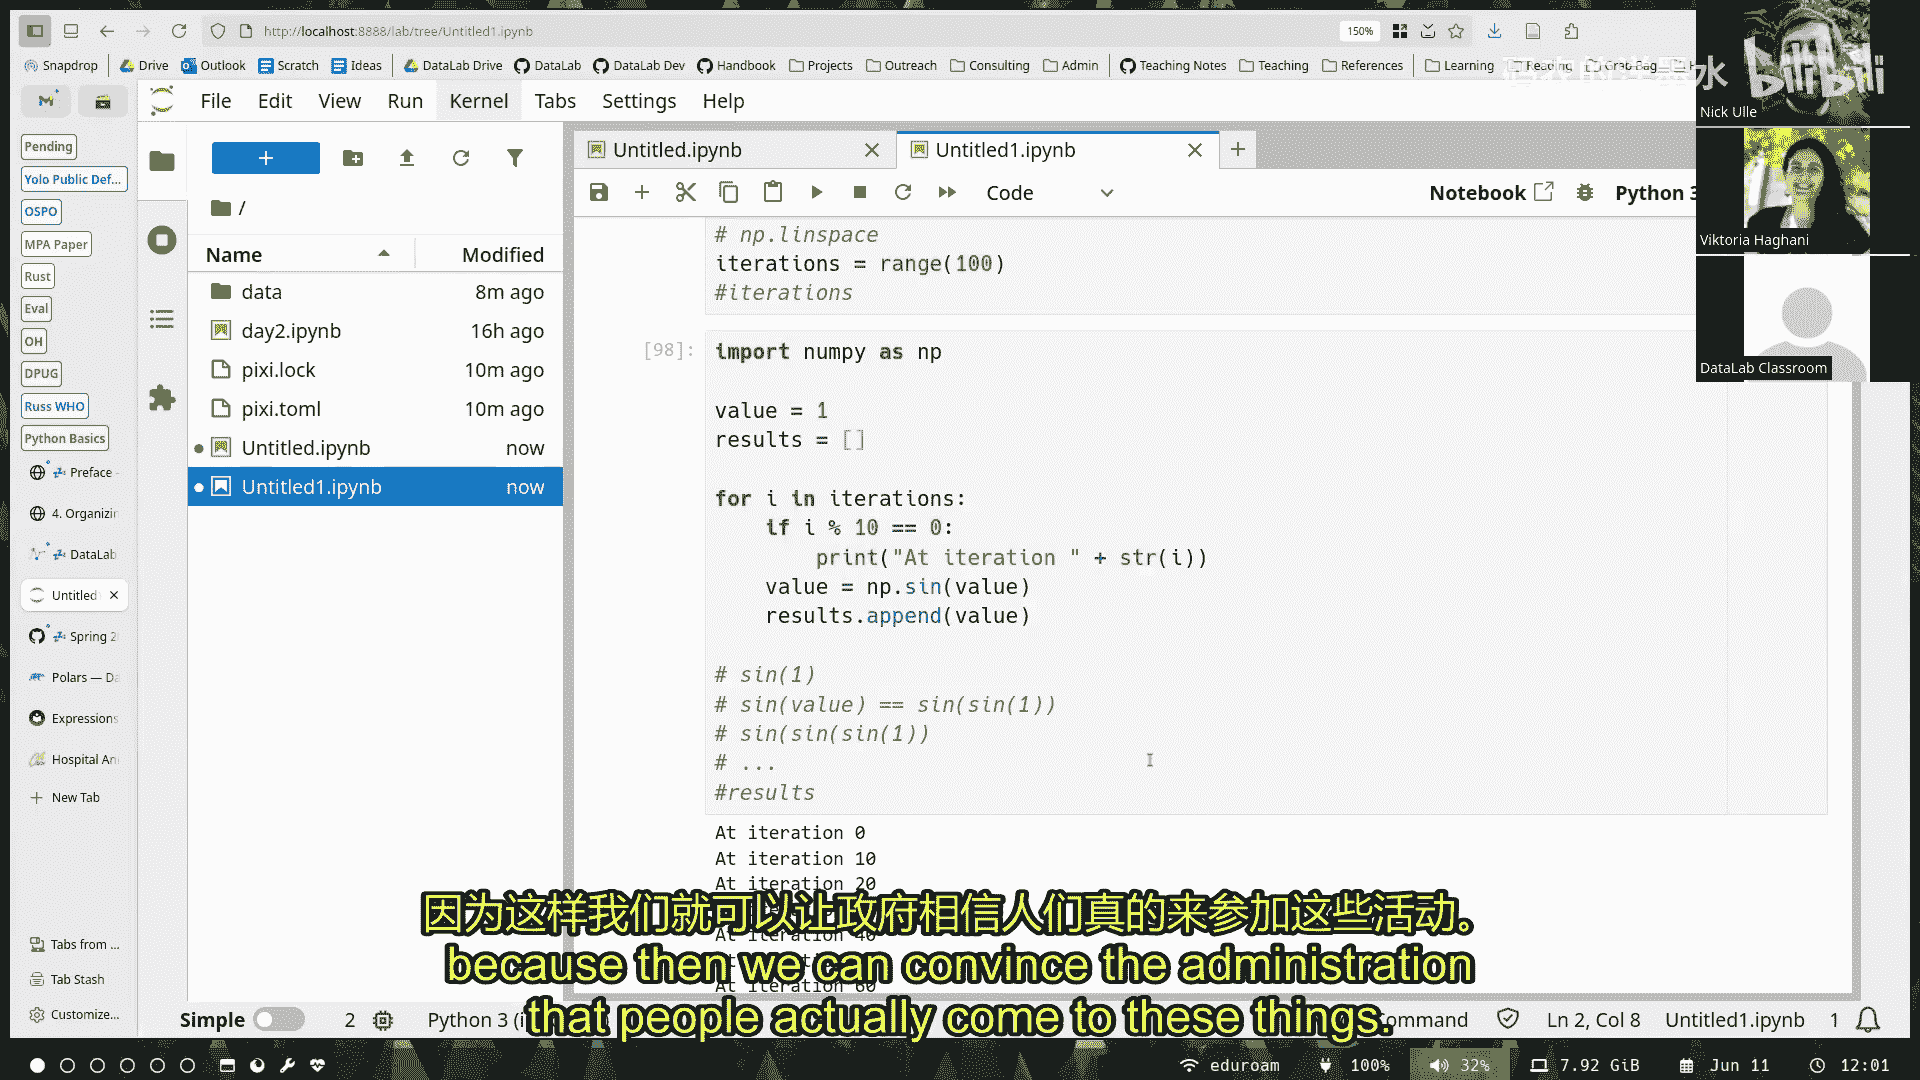 http://localhost:8888/lab/tree/Untitled1.ipynb
150%
Snapdrop
Drive
Outlook
Scratch
Ideas
DataLab Drive
DataLab
DataLab Dev
Handbook
Projects
Outreach
Consulting
Admin
Teaching Notes
Teaching
References
Learning
Reading
Grab Bag
bilibili
Nick Ulle
Viktoria Haghani
DataLab Classroom
File Edit View Run Kernel Tabs Settings Help
Pending
Yolo Public Def...
OSPO
MPA Paper
Rust
Eval
OH
DPUG
Russ WHO
Python Basics
Preface -
4. Organizin
DataLab
Untitled
Spring 2
Polars — Da
Expressions
Hospital An
New Tab
Tabs from ...
Tab Stash
Customize...
/
Name Modified
data 8m ago
day2.ipynb 16h ago
pixi.lock 10m ago
pixi.toml 10m ago
Untitled.ipynb now
Untitled1.ipynb now
Untitled.ipynb
Untitled1.ipynb
Code
Notebook
Python 3
# np.linspace
iterations = range(100)
#iterations
[98]:
import numpy as np
value = 1
results = []
for i in iterations:
    if i % 10 == 0:
        print("At iteration " + str(i))
    value = np.sin(value)
    results.append(value)
# sin(1)
# sin(value) == sin(sin(1))
# sin(sin(sin(1))
# ...
#results
At iteration 0
At iteration 10
At iteration 20
因为这样我们就可以让政府相信人们真的来参加这些活动。
because then we can convince the administration
that people actually come to these things.
Simple
2
Python 3 (i
Ln 2, Col 8
Untitled1.ipynb
1
eduroam
100%
32%
7.92 GiB
Jun 11
12:01